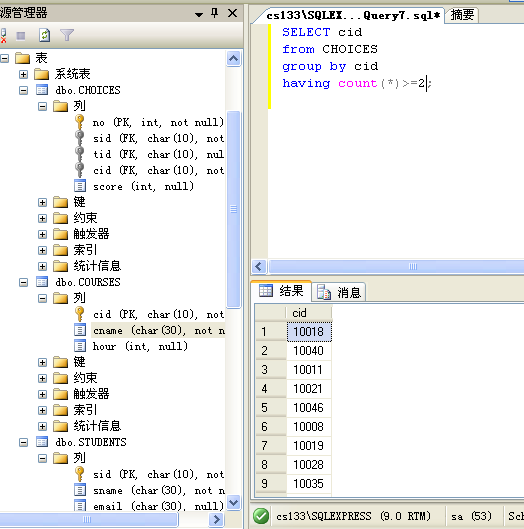 源管理器
表
系统表
dbo.CHOICES
列
no (PK, int, not null)
sid (FK, char(10), not
tid (FK, char(10), nul
cid (FK, char(10), not
score (int, null)
键
约束
触发器
索引
统计信息
dbo.COURSES
列
cid (PK, char(10), not
cname (char(30), not n
hour (int, null)
键
约束
触发器
索引
统计信息
dbo.STUDENTS
列
sid (PK, char(10), not
sname (char(30), not
email (char(30), null)
cs133\SQLEX...Query7.sql* 摘要
SELECT cid
from CHOICES
group by cid
having count(*)>=2;
结果 消息
cid
1 10018
2 10040
3 10011
4 10021
5 10046
6 10008
7 10019
8 10028
9 10035
cs133\SQLEXPRESS (9.0 RTM) sa (53) Sch